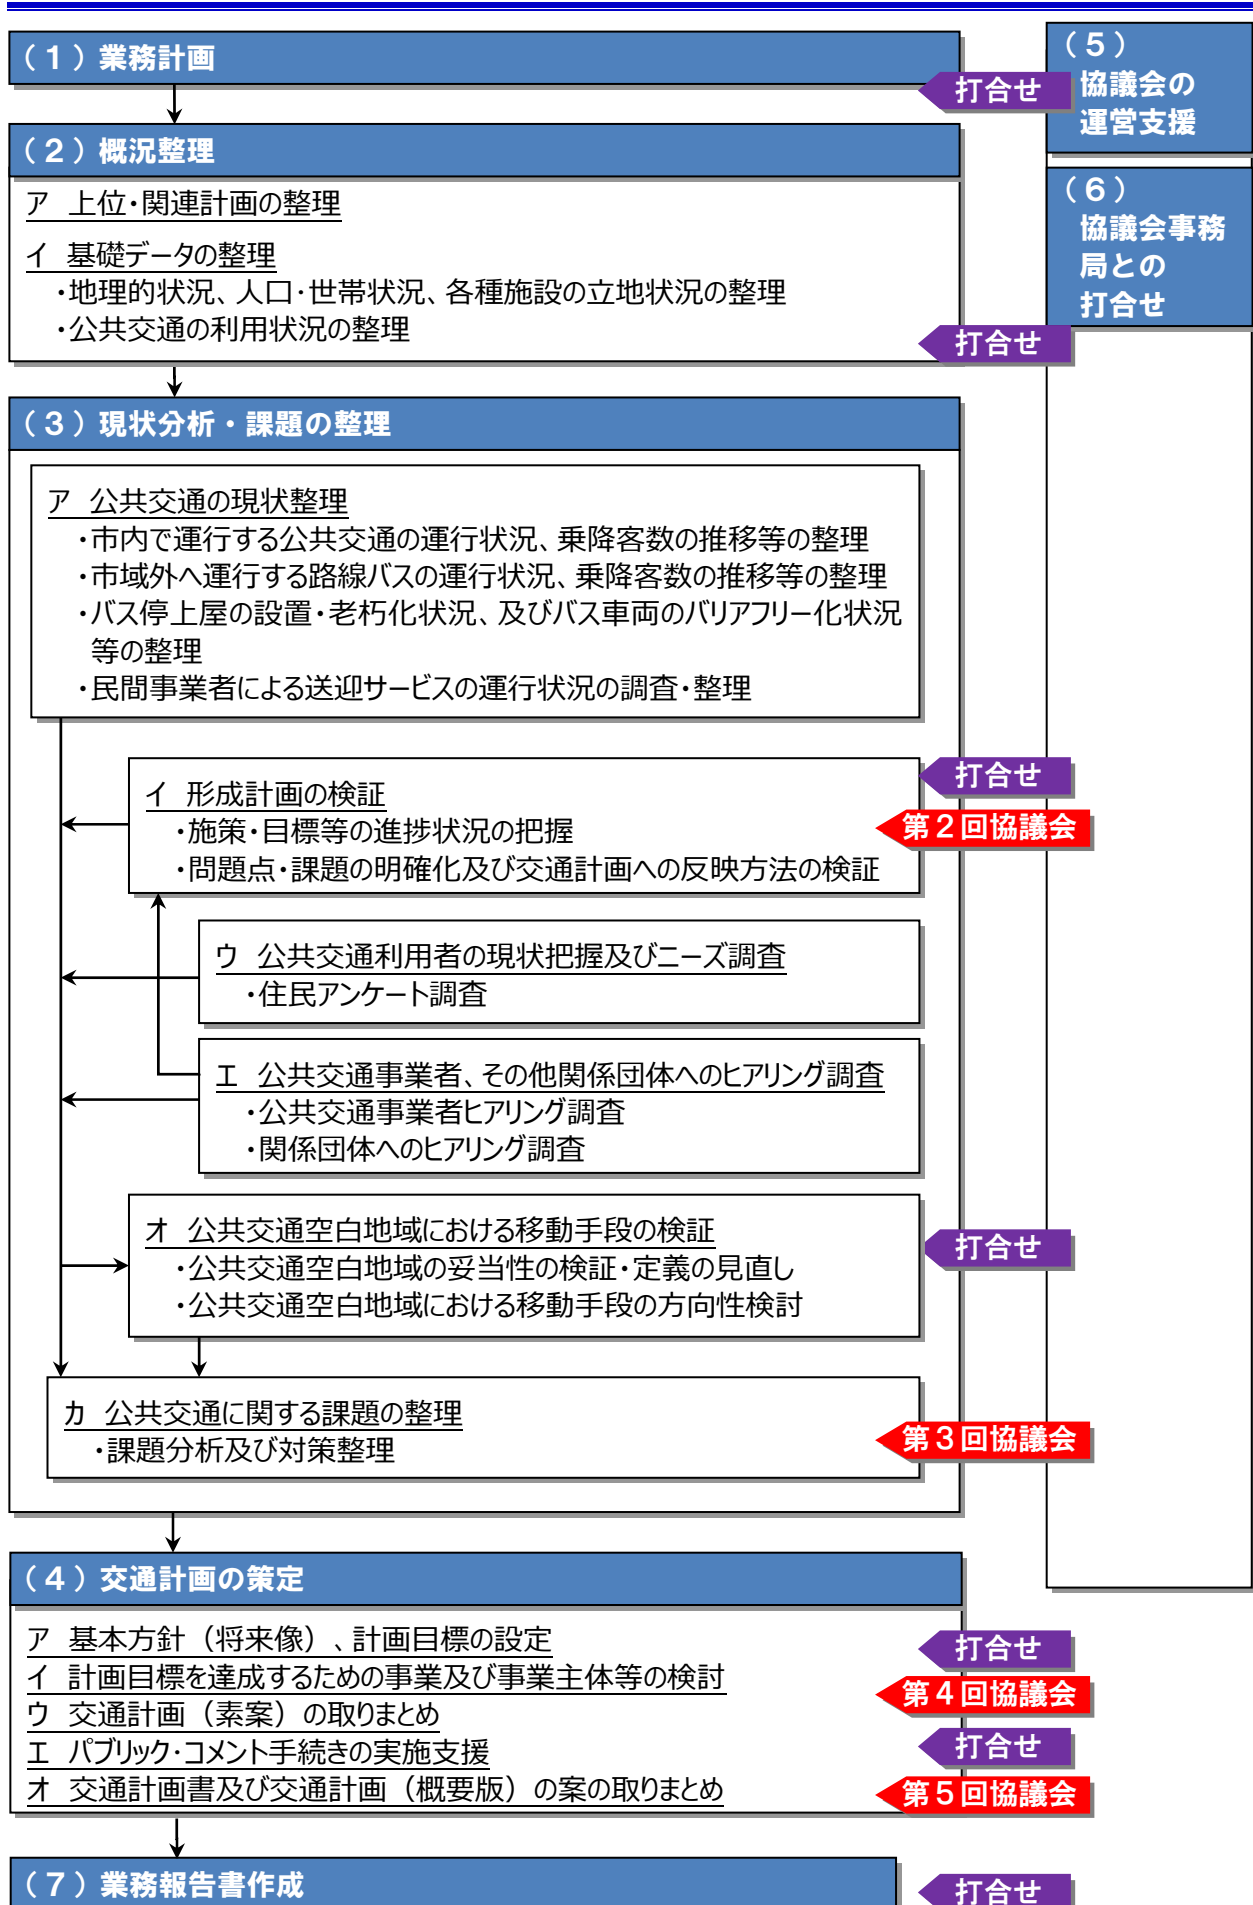 （１）業務計画
打合せ
（５）
協議会の
運営支援
（２）概況整理
ア　上位・関連計画の整理
イ　基礎データの整理
・地理的状況、人口・世帯状況、各種施設の立地状況の整理
・公共交通の利用状況の整理
打合せ
（６）
協議会事務
局との
打合せ
（３）現状分析・課題の整理
ア　公共交通の現状整理
・市内で運行する公共交通の運行状況、乗降客数の推移等の整理
・市域外へ運行する路線バスの運行状況、乗降客数の推移等の整理
・バス停上屋の設置・老朽化状況、及びバス車両のバリアフリー化状況
等の整理
・民間事業者による送迎サービスの運行状況の調査・整理
イ　形成計画の検証
・施策・目標等の進捗状況の把握
・問題点・課題の明確化及び交通計画への反映方法の検証
打合せ
第２回協議会
ウ　公共交通利用者の現状把握及びニーズ調査
・住民アンケート調査
エ　公共交通事業者、その他関係団体へのヒアリング調査
・公共交通事業者ヒアリング調査
・関係団体へのヒアリング調査
オ　公共交通空白地域における移動手段の検証
・公共交通空白地域の妥当性の検証・定義の見直し
・公共交通空白地域における移動手段の方向性検討
打合せ
カ　公共交通に関する課題の整理
・課題分析及び対策整理
第３回協議会
（４）交通計画の策定
ア　基本方針（将来像）、計画目標の設定
イ　計画目標を達成するための事業及び事業主体等の検討
ウ　交通計画（素案）の取りまとめ
エ　パブリック・コメント手続きの実施支援
オ　交通計画書及び交通計画（概要版）の案の取りまとめ
打合せ
第４回協議会
打合せ
第５回協議会
（７）業務報告書作成
打合せ